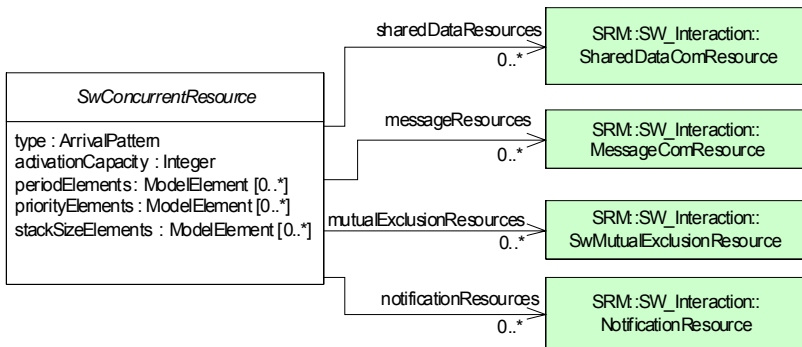 sharedDataResources
0..*
SRM::SW_Interaction::
SharedDataComResource
SwConcurrentResource
type : ArrivalPattern
activationCapacity : Integer
periodElements : ModelElement [0..*]
priorityElements : ModelElement [0..*]
stackSizeElements : ModelElement [0..*]
messageResources
0..*
SRM::SW_Interaction::
MessageComResource
mutualExclusionResources
0..*
SRM::SW_Interaction::
SwMutualExclusionResource
notificationResources
0..*
SRM::SW_Interaction::
NotificationResource